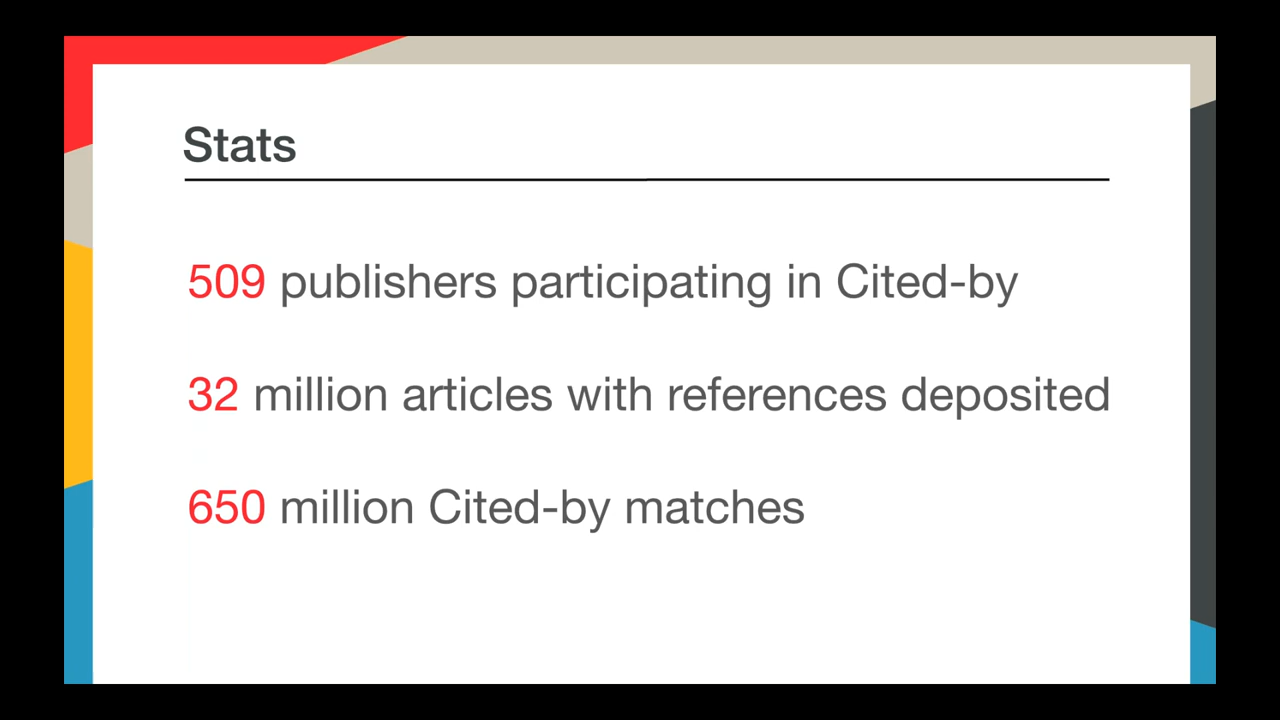 Stats
509 publishers participating in Cited-by
32 million articles with references deposited
650 million Cited-by matches